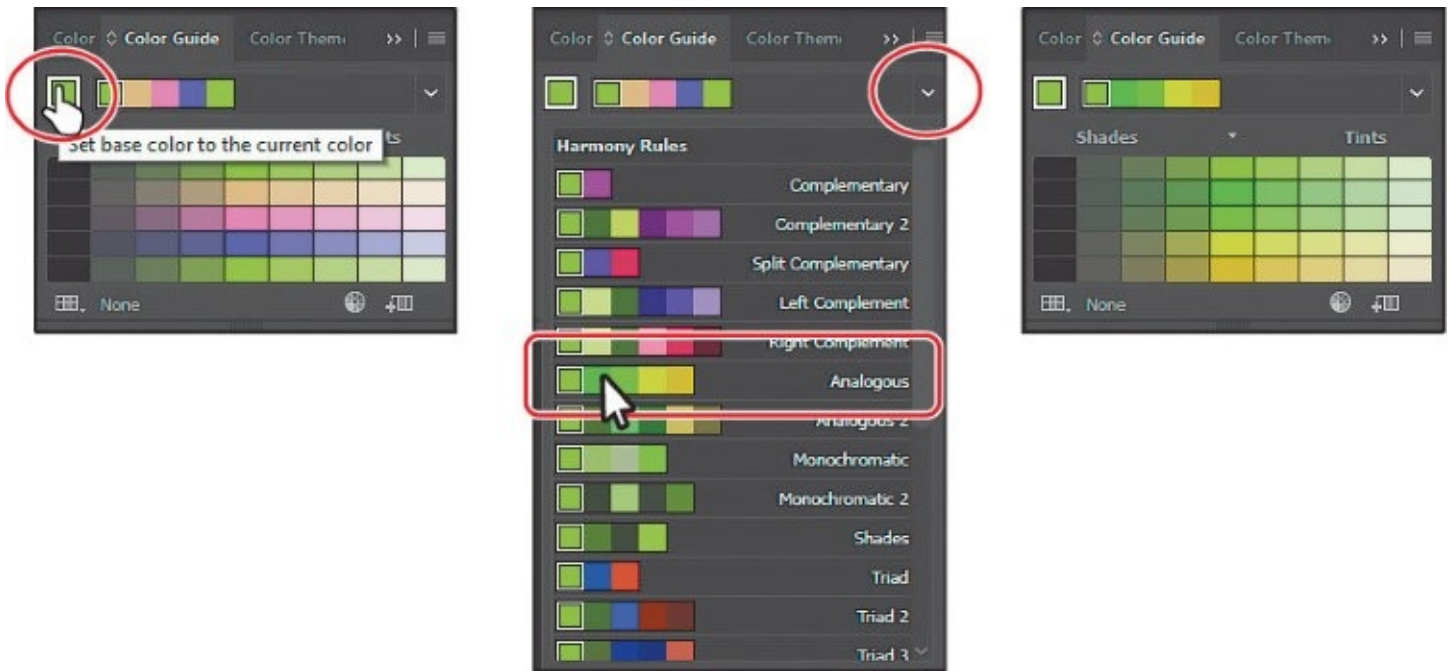 Color Color Guide Color Them
Set base color to the current color
ts
None
Color Color Guide Color Them
Harmony Rules
Complementary
Complementary 2
Split Complementary
Left Complement
Right Complement
Analogous
Analogous 2
Monochromatic
Monochromatic 2
Shades
Triad
Triad 2
Triad 3
Color Color Guide Color Them
Shades Tints
None